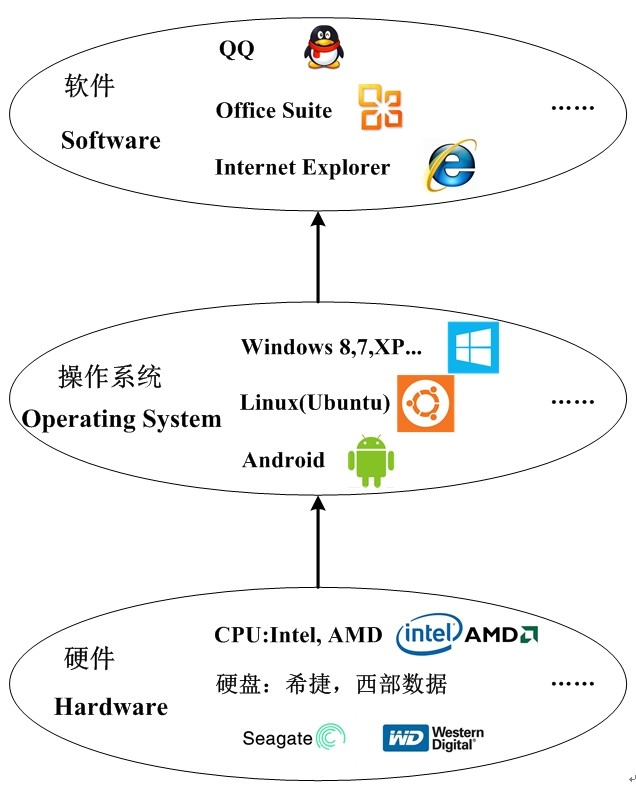 软件
Software
QQ
Office Suite
Internet Explorer
……
操作系统
Operating System
Windows 8,7,XP...
Linux(Ubuntu)
Android
……
硬件
Hardware
CPU:Intel, AMD
intel
AMD
硬盘：希捷，西部数据
……
Seagate
WD
Western
Digital®